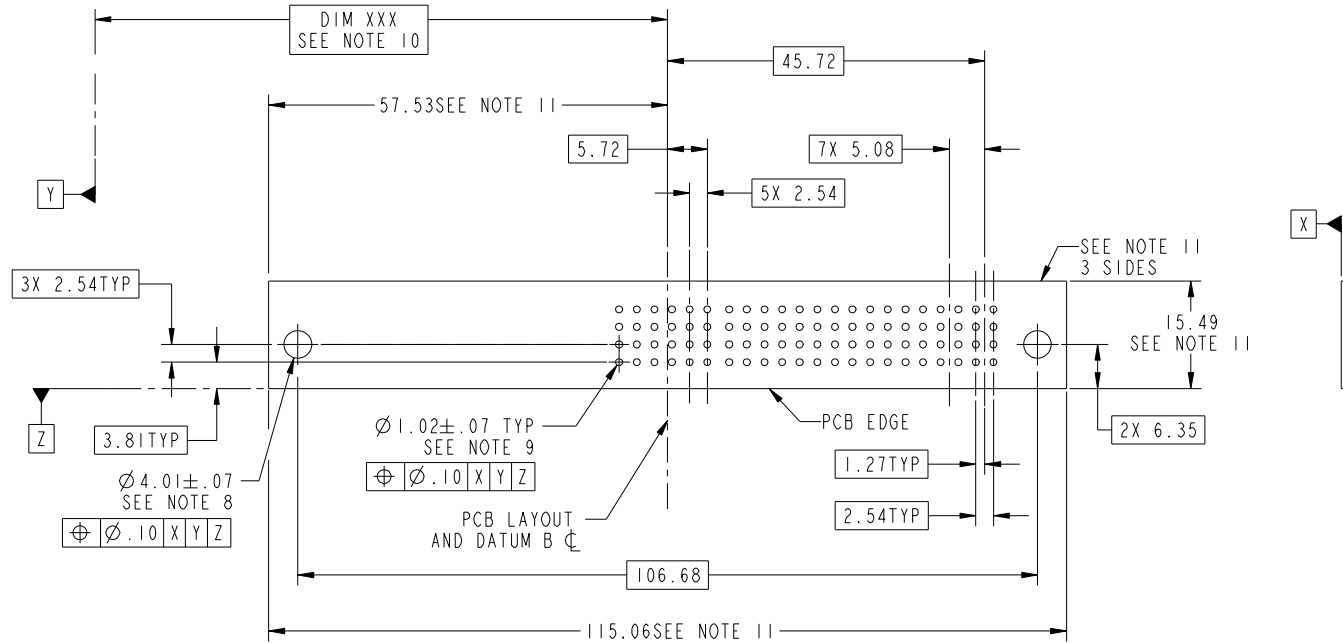 DIM XXX
SEE NOTE 10
45.72
57.53SEE NOTE 11
5.72
7X 5.08
Y
5X 2.54
X
SEE NOTE 11
3 SIDES
3X 2.54TYP
15.49
SEE NOTE 11
Z
3.81TYP
Ø1.02±.07 TYP
SEE NOTE 9
⌖ Ø.10 X Y Z
PCB EDGE
2X 6.35
1.27TYP
Ø4.01±.07
SEE NOTE 8
⌖ Ø.10 X Y Z
PCB LAYOUT
AND DATUM B ℄
2.54TYP
106.68
115.06SEE NOTE 11